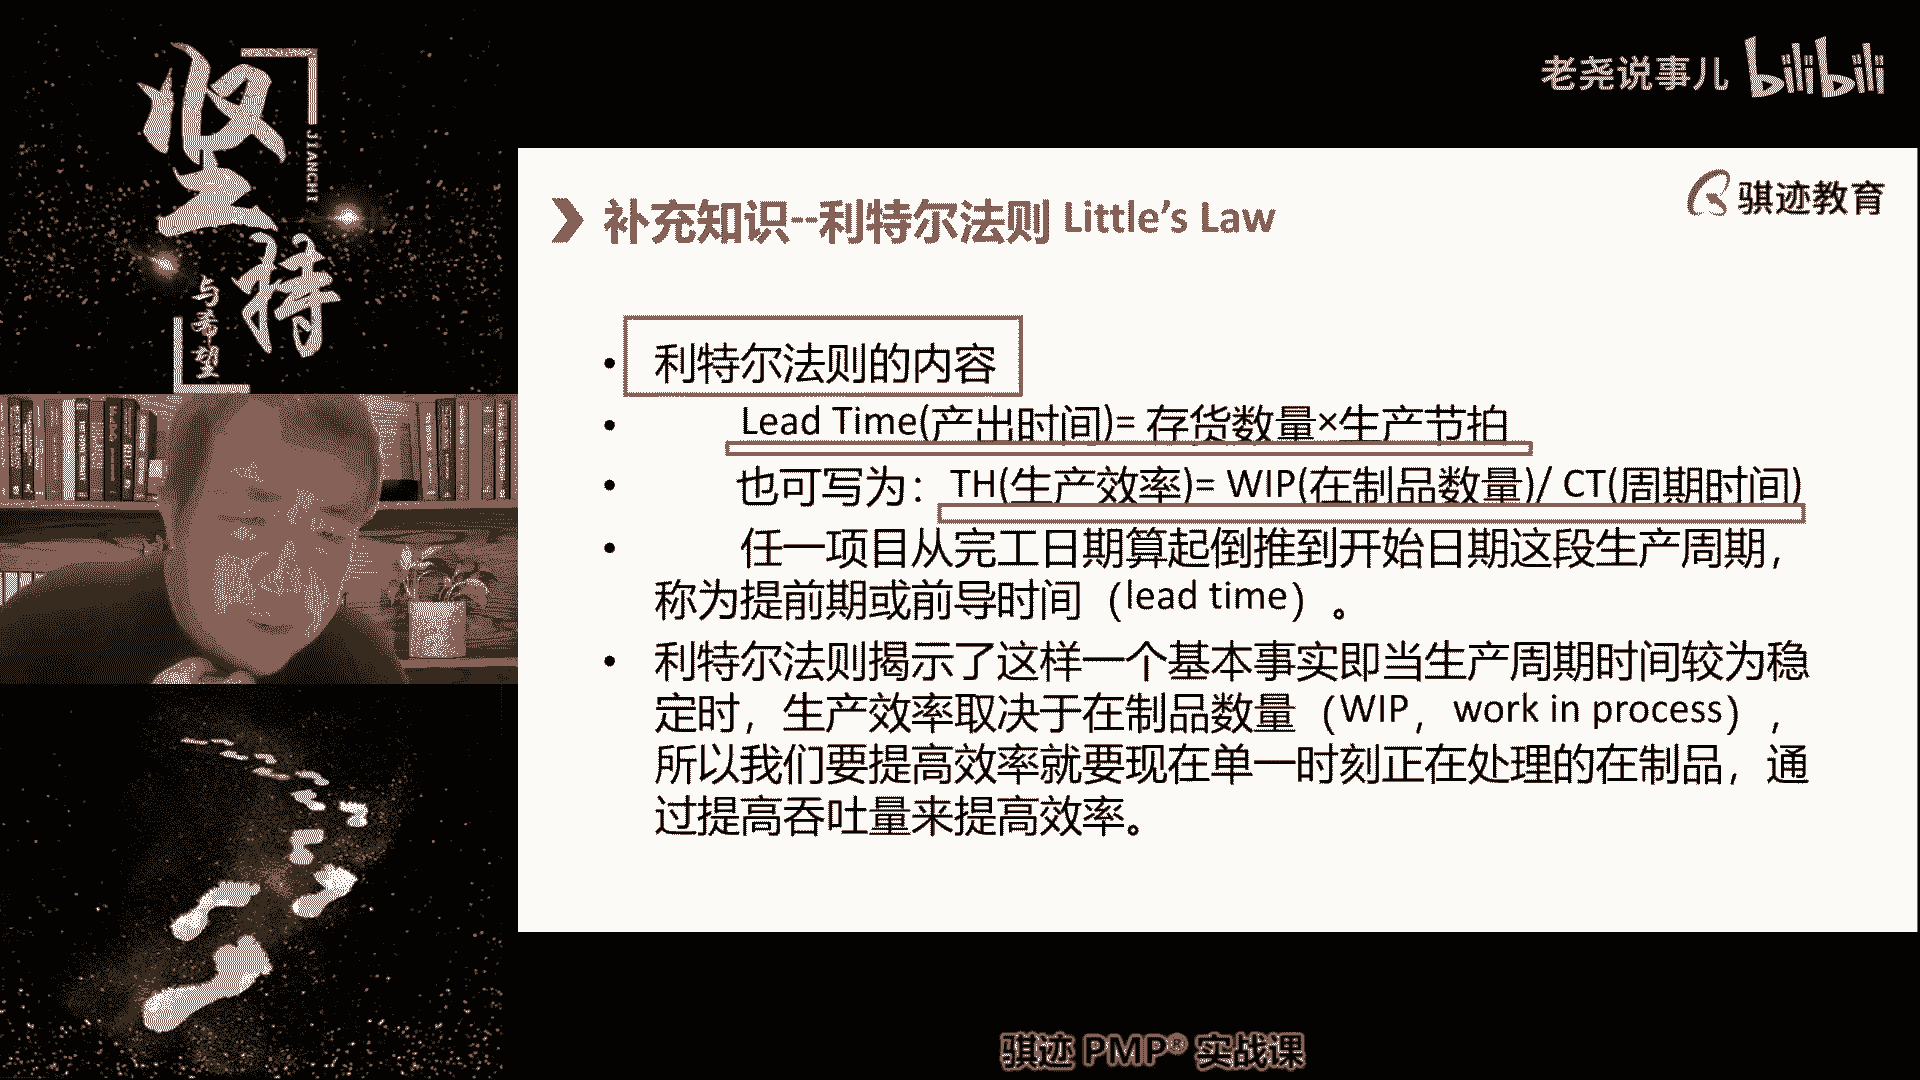 坚持
JIANCHI
与希望
老尧说事儿 bilibili
骐迹教育
补充知识--利特尔法则 Little's Law
• 利特尔法则的内容
• Lead Time(产出时间)= 存货数量×生产节拍
• 也可写为：TH(生产效率)= WIP(在制品数量)/ CT(周期时间)
• 任一项目从完工日期算起倒推到开始日期这段生产周期，
称为提前期或前导时间（lead time）。
• 利特尔法则揭示了这样一个基本事实即当生产周期时间较为稳
定时，生产效率取决于在制品数量（WIP，work in process），
所以我们要提高效率就要现在单一时刻正在处理的在制品，通
过提高吞吐量来提高效率。
骐迹 PMP® 实战课